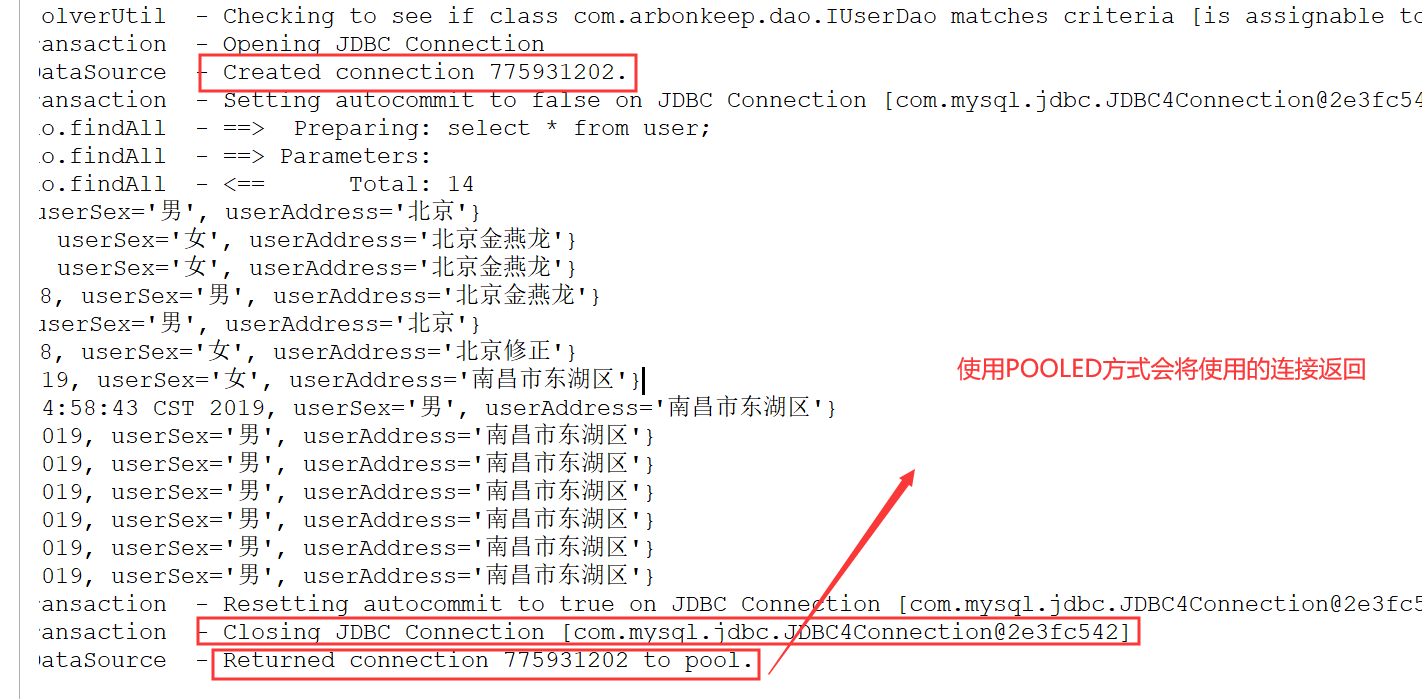 olverUtil - Checking to see if class com.arbonkeep.dao.IUserDao matches criteria [is assignable to
ansaction - Opening JDBC Connection
DataSource - Created connection 775931202.
ansaction - Setting autocommit to false on JDBC Connection [com.mysql.jdbc.JDBC4Connection@2e3fc54
o.findAll - ==> Preparing: select * from user;
o.findAll - ==> Parameters:
o.findAll - <== Total: 14
userSex='男', userAddress='北京'}
userSex='女', userAddress='北京金燕龙'}
userSex='女', userAddress='北京金燕龙'}
8, userSex='男', userAddress='北京金燕龙'}
userSex='男', userAddress='北京'}
8, userSex='女', userAddress='北京修正'}
使用POOLED方式会将使用的连接返回
19, userSex='女', userAddress='南昌市东湖区'}
4:58:43 CST 2019, userSex='男', userAddress='南昌市东湖区'}
019, userSex='男', userAddress='南昌市东湖区'}
019, userSex='男', userAddress='南昌市东湖区'}
019, userSex='男', userAddress='南昌市东湖区'}
019, userSex='男', userAddress='南昌市东湖区'}
019, userSex='男', userAddress='南昌市东湖区'}
019, userSex='男', userAddress='南昌市东湖区'}
ansaction - Resetting autocommit to true on JDBC Connection [com.mysql.jdbc.JDBC4Connection@2e3fc5
ansaction - Closing JDBC Connection [com.mysql.jdbc.JDBC4Connection@2e3fc542]
DataSource - Returned connection 775931202 to pool.